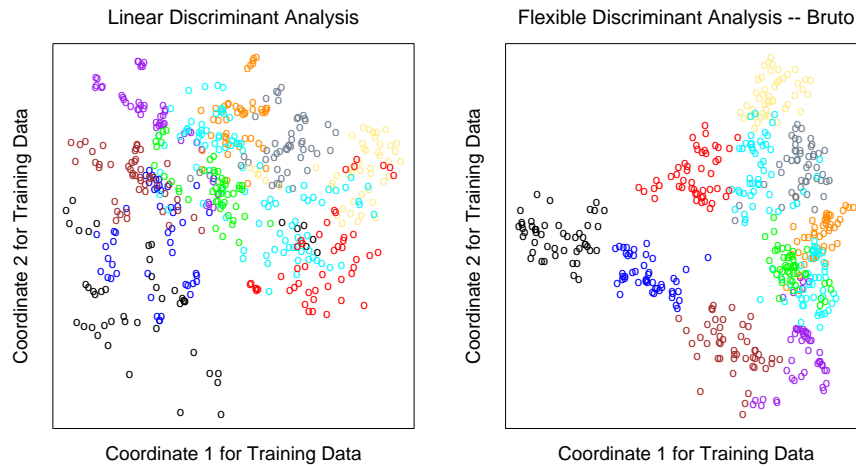 Linear Discriminant Analysis
Flexible Discriminant Analysis -- Bruto
Coordinate 2 for Training Data
Coordinate 2 for Training Data
Coordinate 1 for Training Data
Coordinate 1 for Training Data